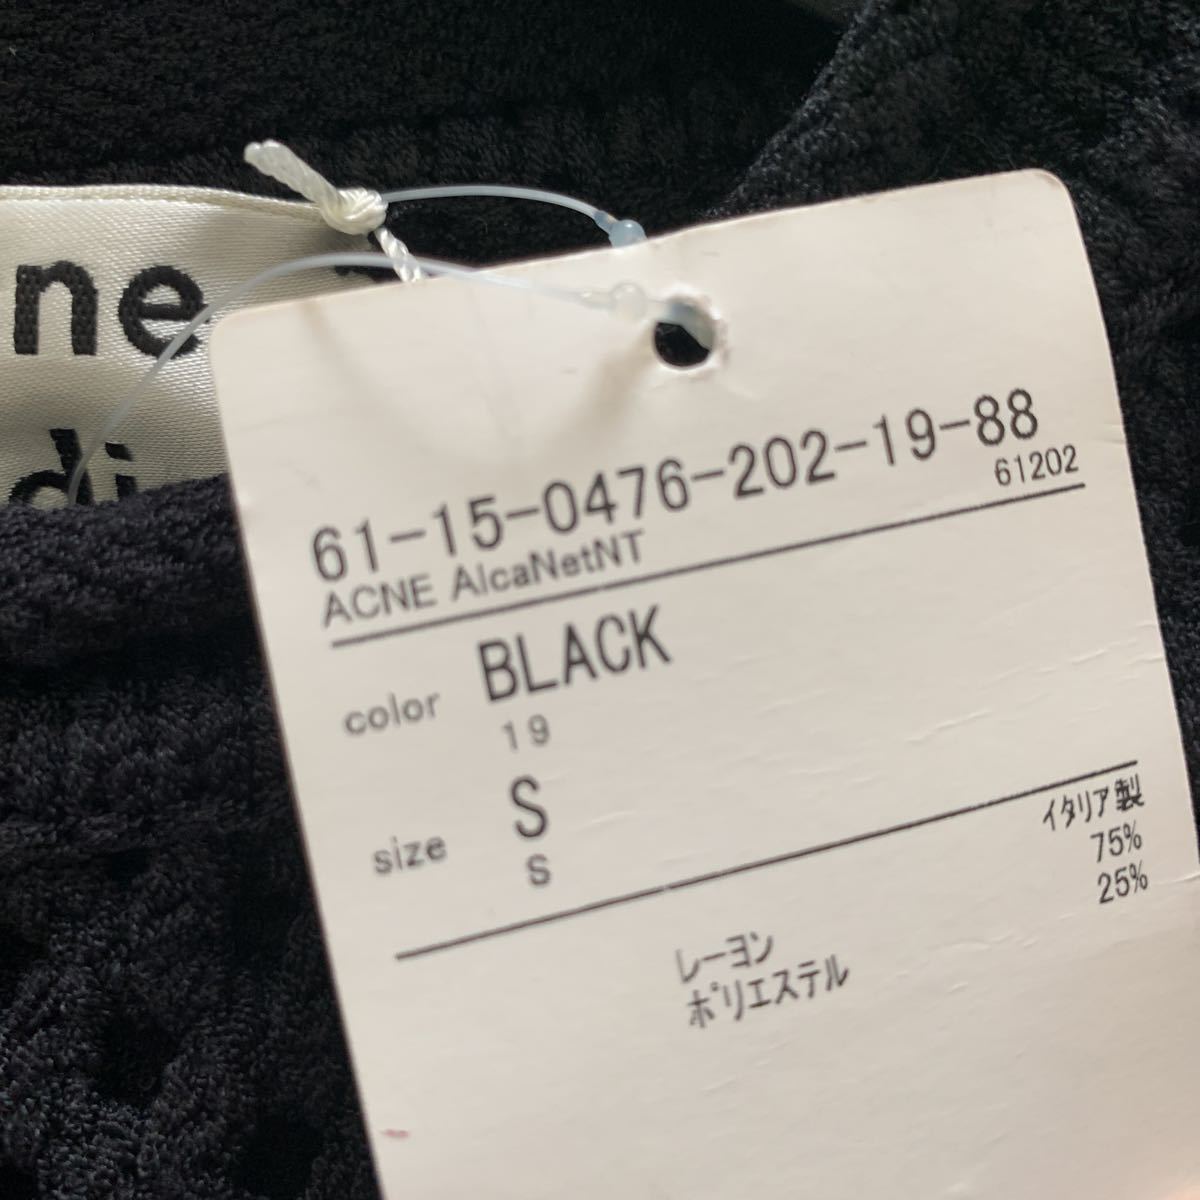 ne
di
61-15-0476-202-19-88
61202
ACNE AlcaNetNT
color BLACK
19
size S
S
イタリア製
レーヨン 75%
ポリエステル 25%